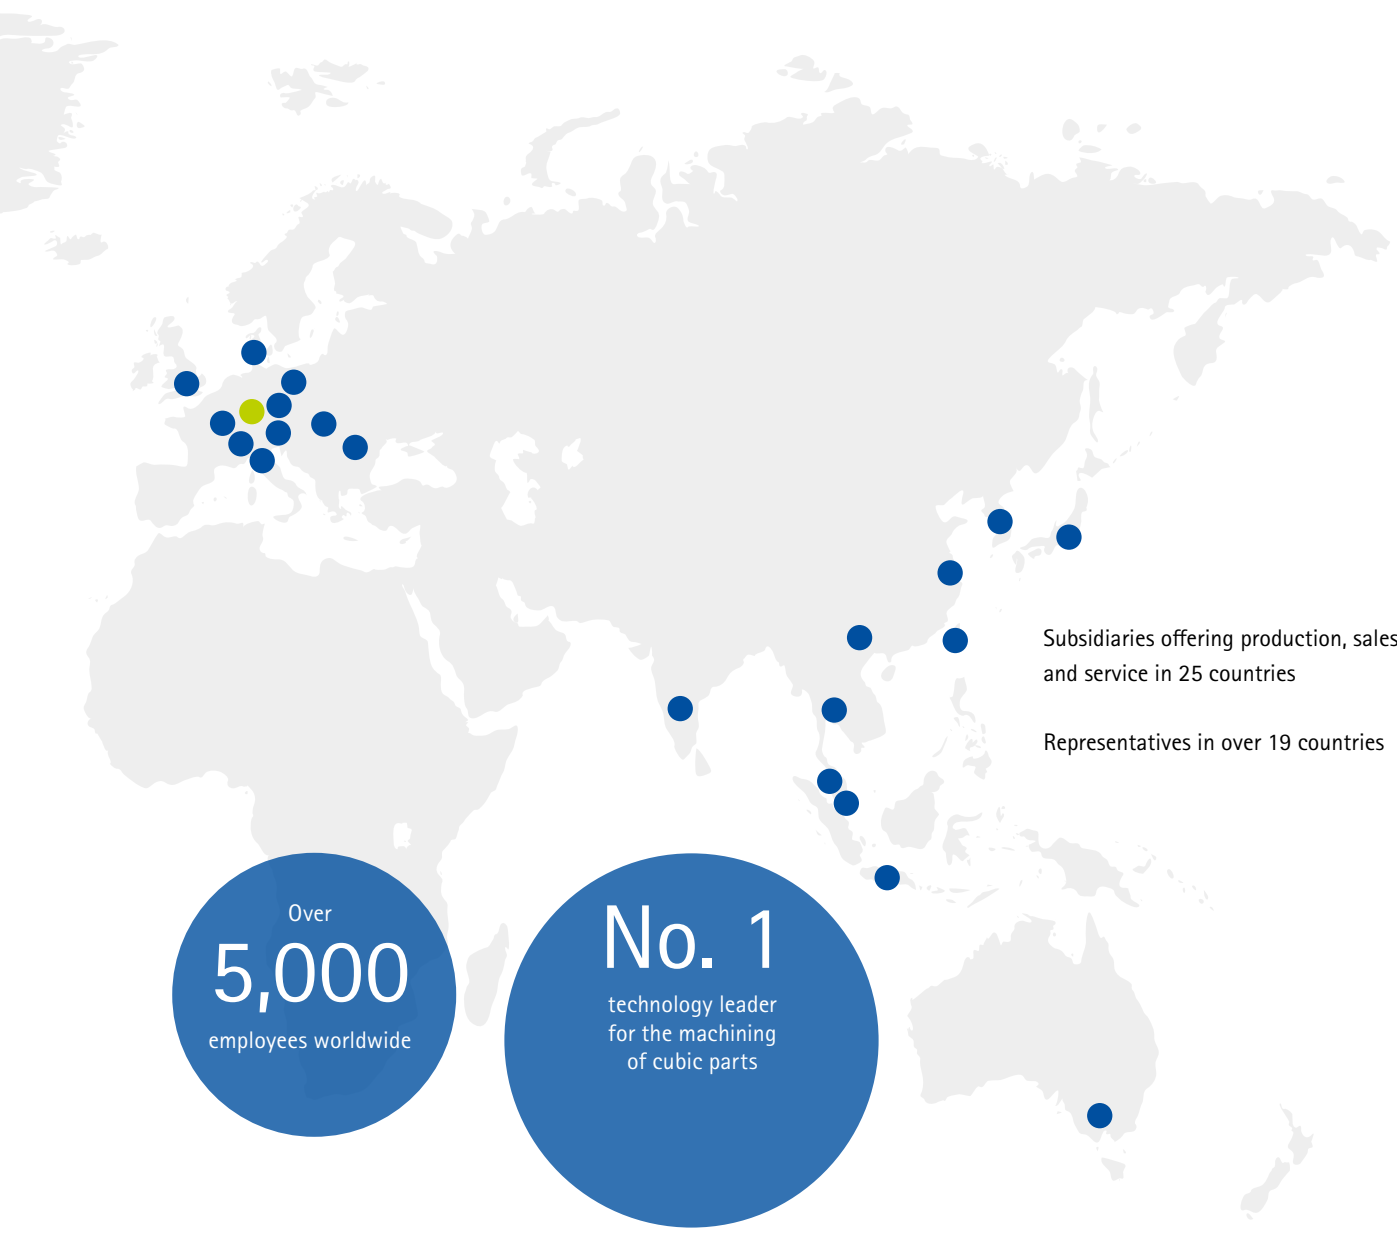 Subsidiaries offering production, sales
and service in 25 countries
Representatives in over 19 countries
Over
5,000
employees worldwide
No. 1
technology leader
for the machining
of cubic parts